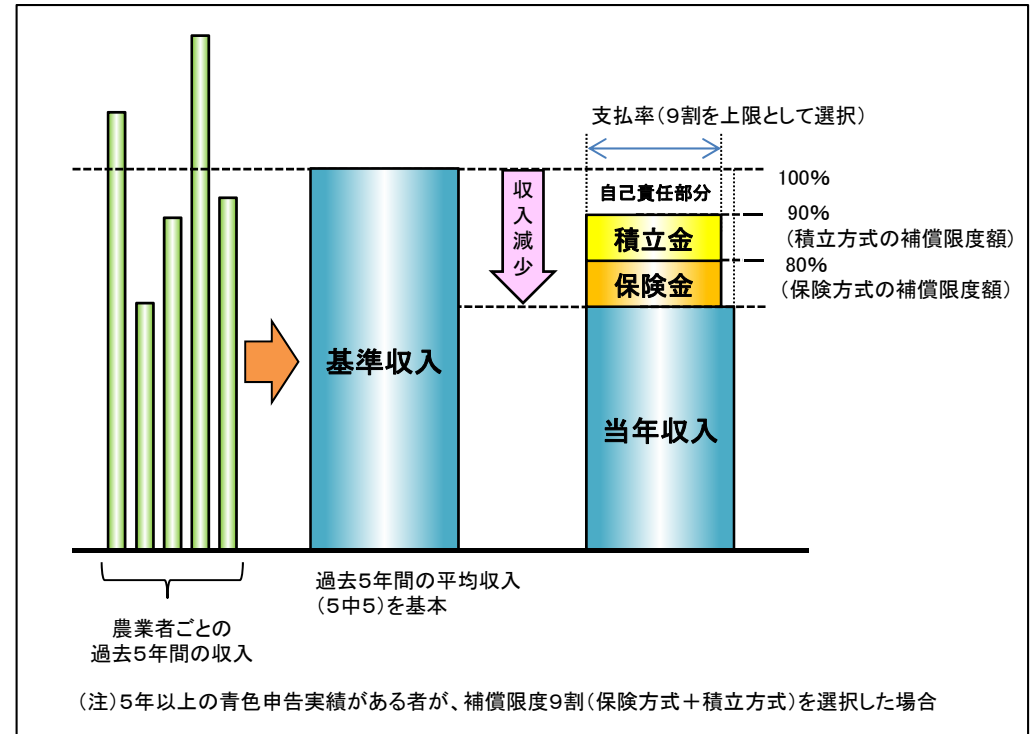 支払率(9割を上限として選択)
100%
自己責任部分
収入減少
90%
(積立方式の補償限度額)
積立金
80%
(保険方式の補償限度額)
保険金
基準収入
当年収入
過去5年間の平均収入
(5中5)を基本
農業者ごとの
過去5年間の収入
(注)5年以上の青色申告実績がある者が、補償限度9割(保険方式+積立方式)を選択した場合